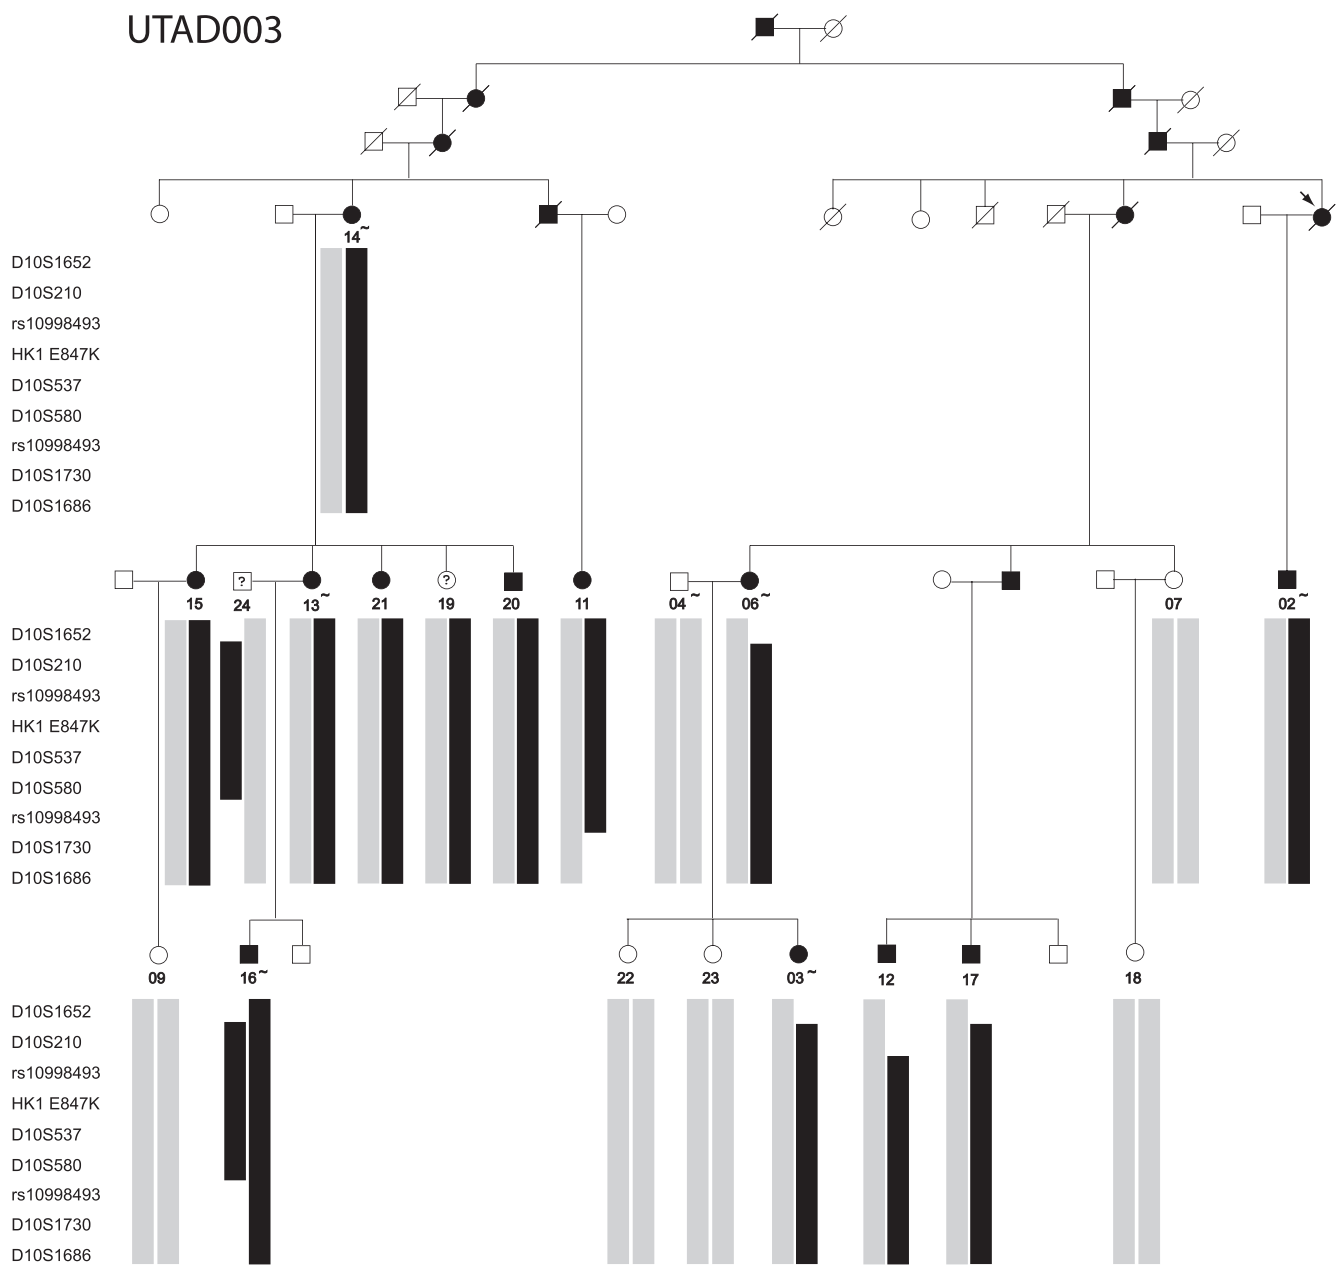 UTAD003
14~
D10S1652
D10S210
rs10998493
HK1 E847K
D10S537
D10S580
rs10998493
D10S1730
D10S1686
? ?
15 24 13~ 21 19 20 11 04~ 06~ 07 02~
D10S1652
D10S210
rs10998493
HK1 E847K
D10S537
D10S580
rs10998493
D10S1730
D10S1686
09 16~ 22 23 03~ 12 17 18
D10S1652
D10S210
rs10998493
HK1 E847K
D10S537
D10S580
rs10998493
D10S1730
D10S1686